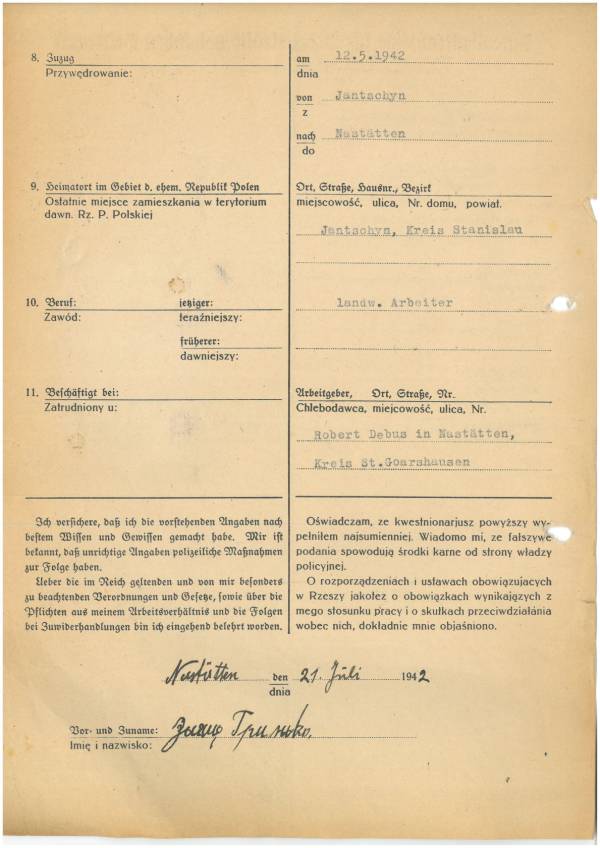 8. Zuzug
Przywędrowanie:
am 12.5.1942
dnia
von Jantschyn
z
nach Nastätten
do
9. Heimatort im Gebiet d. ehem. Republik Polen
Ostatnie miejsce zamieszkania w terytorium
dawn. Rz. P. Polskiej
Ort, Straße, Hausnr., Bezirk
miejscowość, ulica, Nr. domu, powiat.
Jantschyn, Kreis Stanislau
10. Beruf: jetziger:
Zawód: teraźniejszy:
früherer:
dawniejszy:
landw. Arbeiter
11. Beschäftigt bei:
Zatrudniony u:
Arbeitgeber, Ort, Straße, Nr.
Chlebodawca, miejcowość, ulica, Nr.
Robert Debus in Nastätten,
Kreis St.Goarshausen
Ich versichere, daß ich die vorstehenden Angaben nach
bestem Wissen und Gewissen gemacht habe. Mir ist
bekannt, daß unrichtige Angaben polizeiliche Maßnahmen
zur Folge haben.
Ueber die im Reich geltenden und von mir besonders
zu beachtenden Verordnungen und Gesetze, sowie über die
Pflichten aus meinem Arbeitsverhältnis und die Folgen
bei Zuwiderhandlungen bin ich eingehend belehrt worden.
Oświadczam, ze kwestnionarjusz powyższy wy-
pełniłem najsumienniej. Wiadomo mi, ze fałszywe
podania spowodują środki karne od strony władzy
policyjnej.
O rozporządzeniach i ustawach obowiązujących
w Rzeszy jakoteż o obowiązkach wynikających z
mego stosunku pracy i o skutkach przeciwdziałánia
wobec nich, dokładnie mnie objaśniono.
Nastätten den 21. Juli 1942
dnia
Vor- und Zuname:
Imię i nazwisko: Гринько.